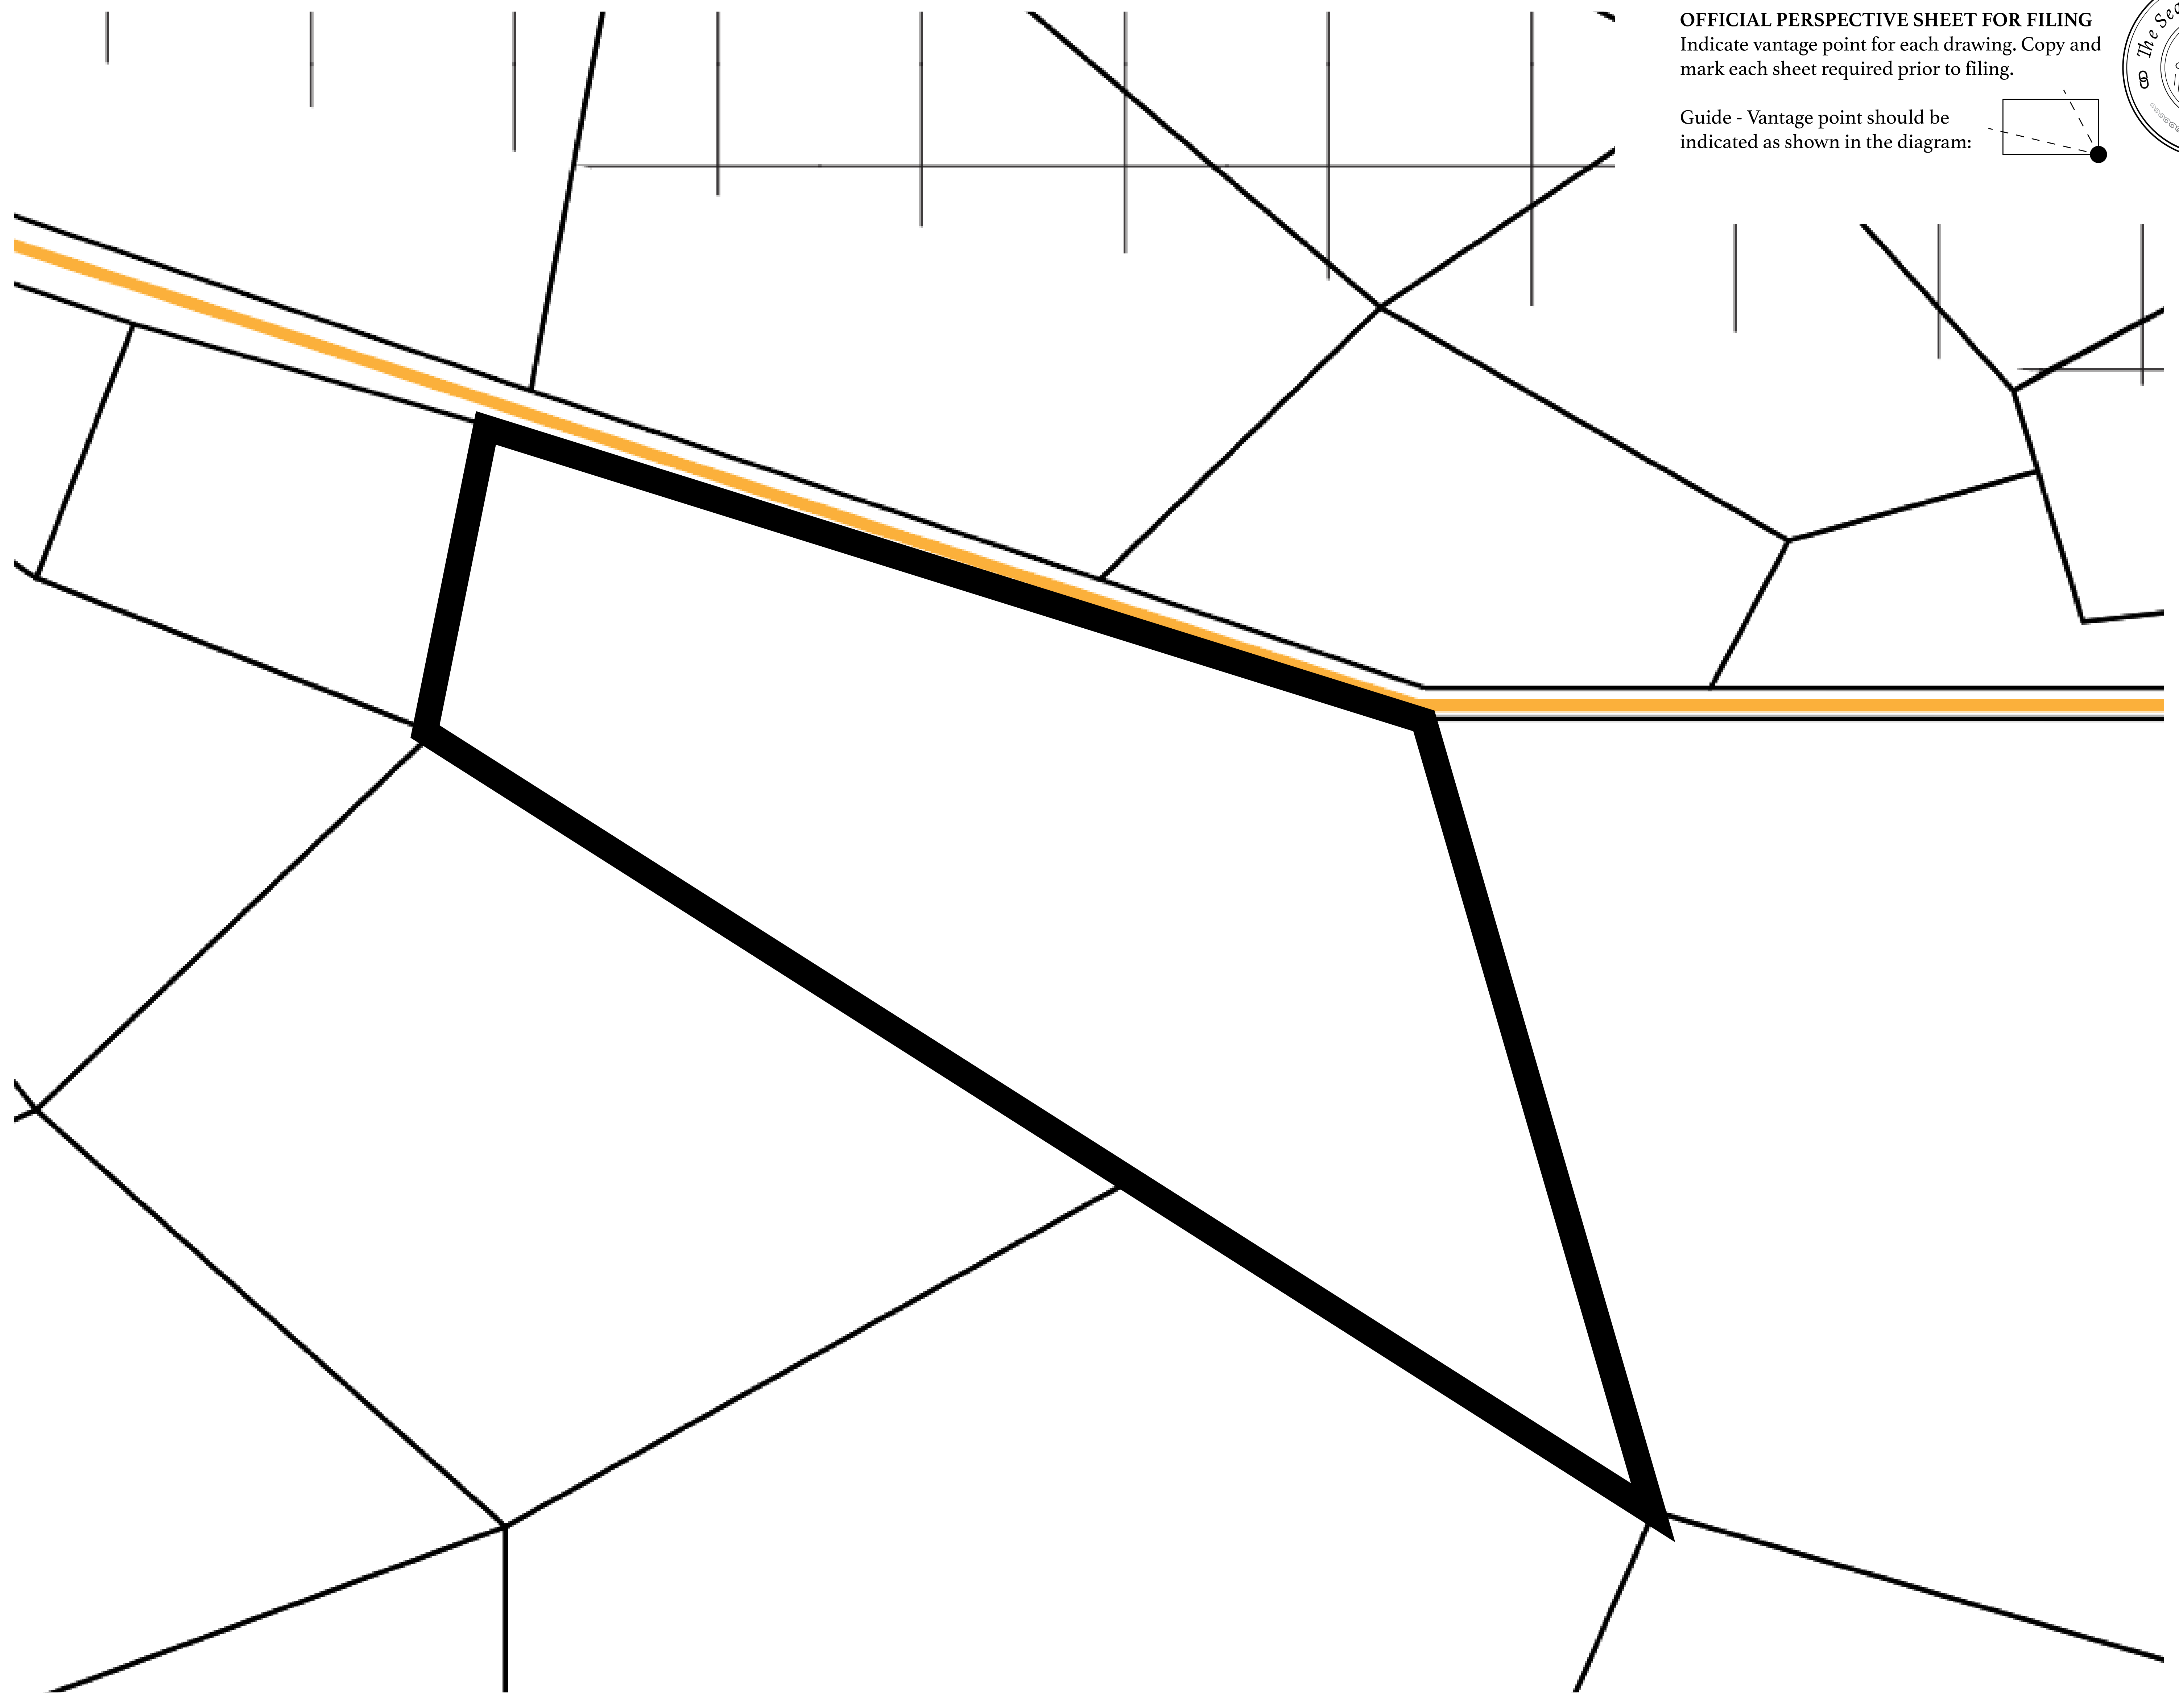 OFFICIAL PERSPECTIVE SHEET FOR FILING
Indicate vantage point for each drawing. Copy and
mark each sheet required prior to filing.
Guide - Vantage point should be
indicated as shown in the diagram:
The